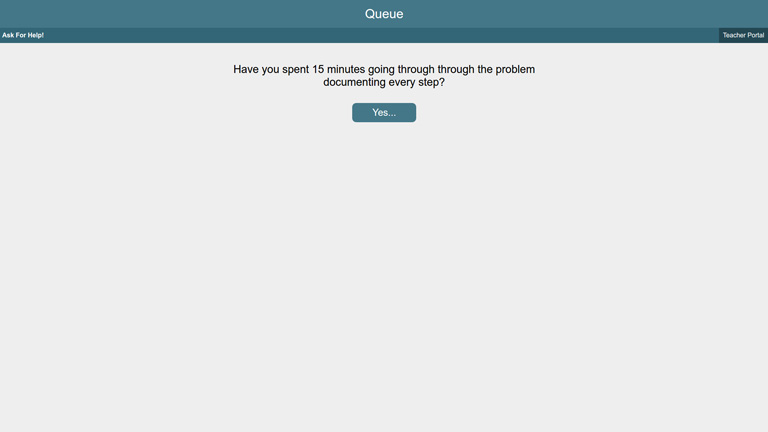 Queue
Ask For Help!
Teacher Portal
Have you spent 15 minutes going through through the problem
documenting every step?
Yes...